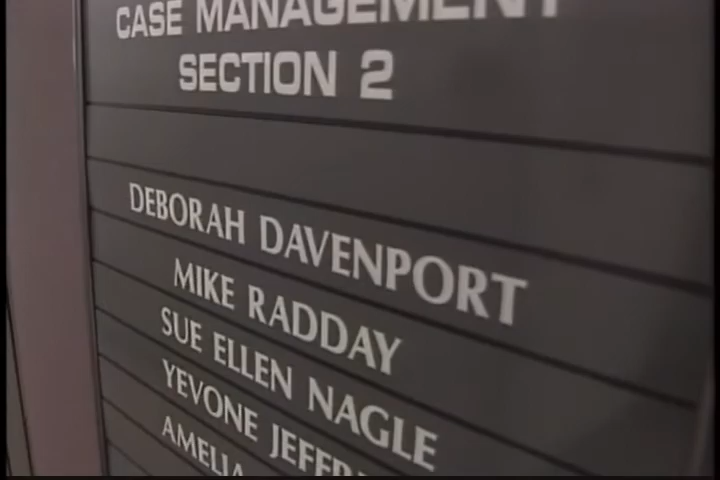 CASE MANAGEMENT
SECTION 2
DEBORAH DAVENPORT
MIKE RADDAY
SUE ELLEN NAGLE
YEVONE
AMELIA